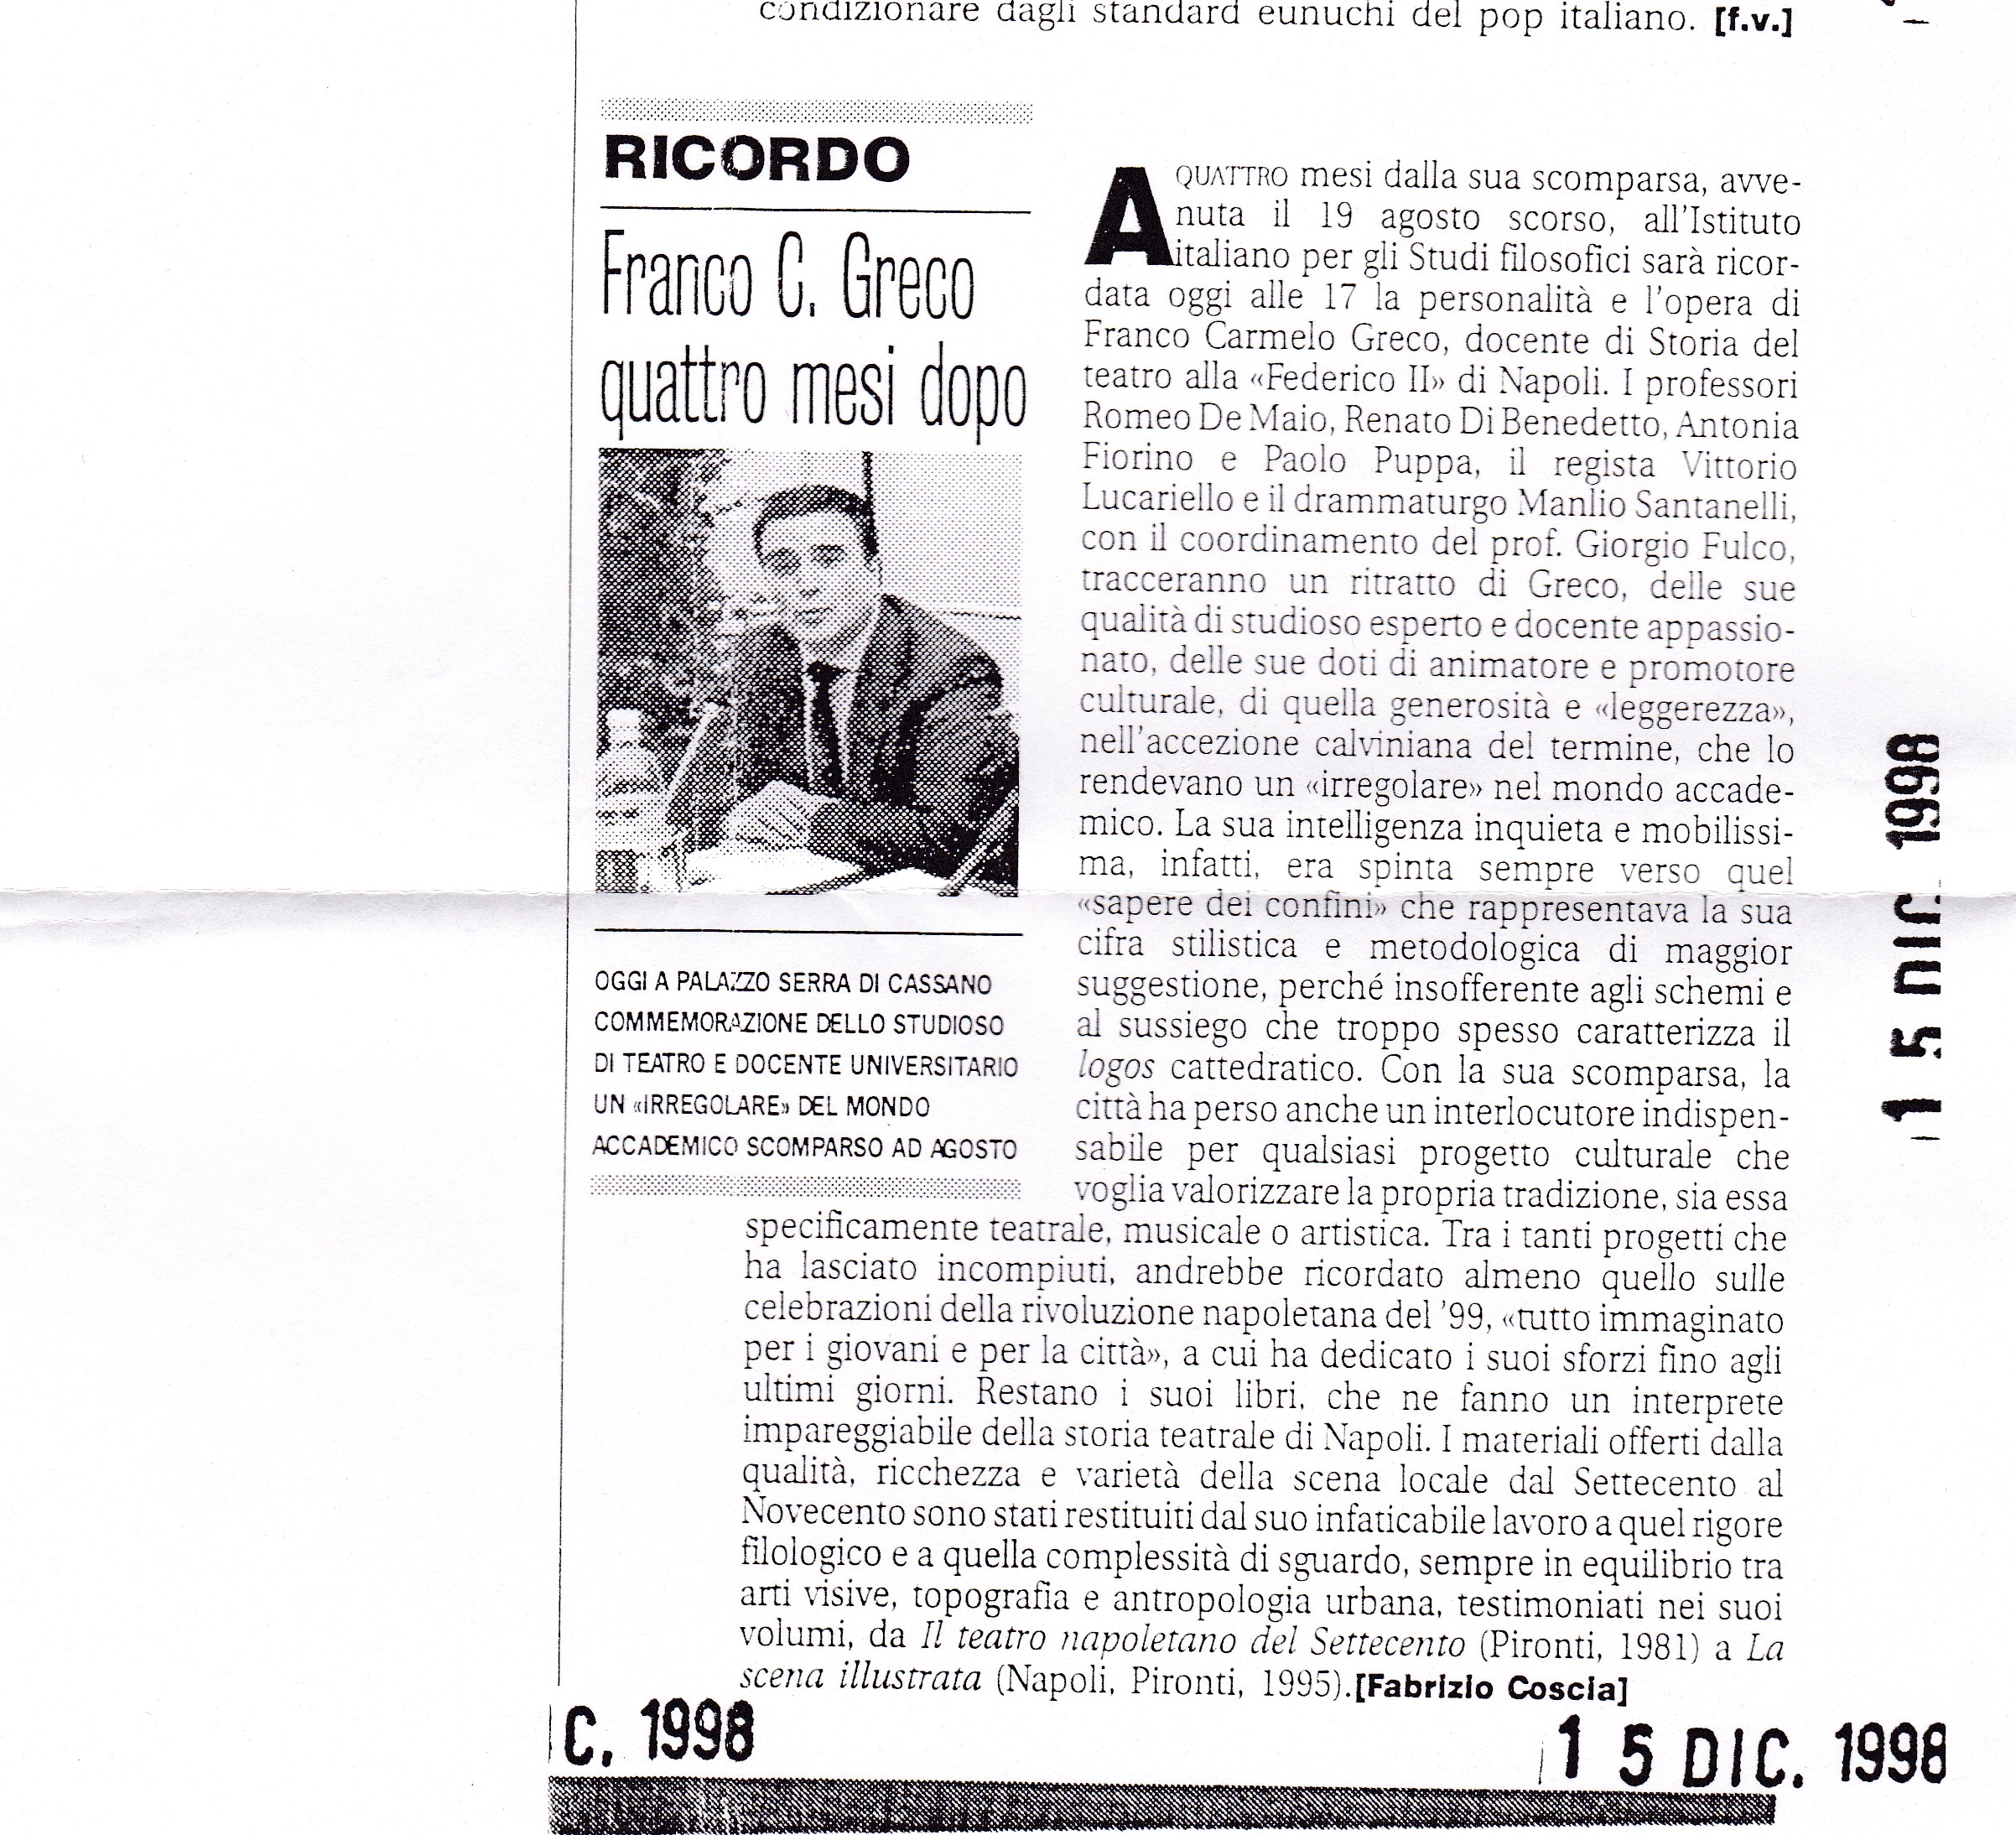 condizionare dagli standard eunuchi del pop italiano. [f.v.]
RICORDO
Franco C. Greco
quattro mesi dopo
OGGI A PALAZZO SERRA DI CASSANO
COMMEMORAZIONE DELLO STUDIOSO
DI TEATRO E DOCENTE UNIVERSITARIO
UN «IRREGOLARE» DEL MONDO
ACCADEMICO SCOMPARSO AD AGOSTO
A QUATTRO mesi dalla sua scomparsa, avve-
nuta il 19 agosto scorso, all'Istituto
italiano per gli Studi filosofici sarà ricor-
data oggi alle 17 la personalità e l'opera di
Franco Carmelo Greco, docente di Storia del
teatro alla «Federico II» di Napoli. I professori
Romeo De Maio, Renato Di Benedetto, Antonia
Fiorino e Paolo Puppa, il regista Vittorio
Lucariello e il drammaturgo Manlio Santanelli,
con il coordinamento del prof. Giorgio Fulco,
tracceranno un ritratto di Greco, delle sue
qualità di studioso esperto e docente appassio-
nato, delle sue doti di animatore e promotore
culturale, di quella generosità e «leggerezza»,
nell'accezione calviniana del termine, che lo
rendevano un «irregolare» nel mondo accade-
mico. La sua intelligenza inquieta e mobilissi-
ma, infatti, era spinta sempre verso quel
«sapere dei confini» che rappresentava la sua
cifra stilistica e metodologica di maggior
suggestione, perché insofferente agli schemi e
al sussiego che troppo spesso caratterizza il
logos cattedratico. Con la sua scomparsa, la
città ha perso anche un interlocutore indispen-
sabile per qualsiasi progetto culturale che
voglia valorizzare la propria tradizione, sia essa
specificamente teatrale, musicale o artistica. Tra i tanti progetti che
ha lasciato incompiuti, andrebbe ricordato almeno quello sulle
celebrazioni della rivoluzione napoletana del '99, «tutto immaginato
per i giovani e per la città», a cui ha dedicato i suoi sforzi fino agli
ultimi giorni. Restano i suoi libri, che ne fanno un interprete
impareggiabile della storia teatrale di Napoli. I materiali offerti dalla
qualità, ricchezza e varietà della scena locale dal Settecento al
Novecento sono stati restituiti dal suo infaticabile lavoro a quel rigore
filologico e a quella complessità di sguardo, sempre in equilibrio tra
arti visive, topografia e antropologia urbana, testimoniati nei suoi
volumi, da Il teatro napoletano del Settecento (Pironti, 1981) a La
scena illustrata (Napoli, Pironti, 1995).[Fabrizio Coscia]
15 DIC. 1998
C. 1998
15 DIC. 1998